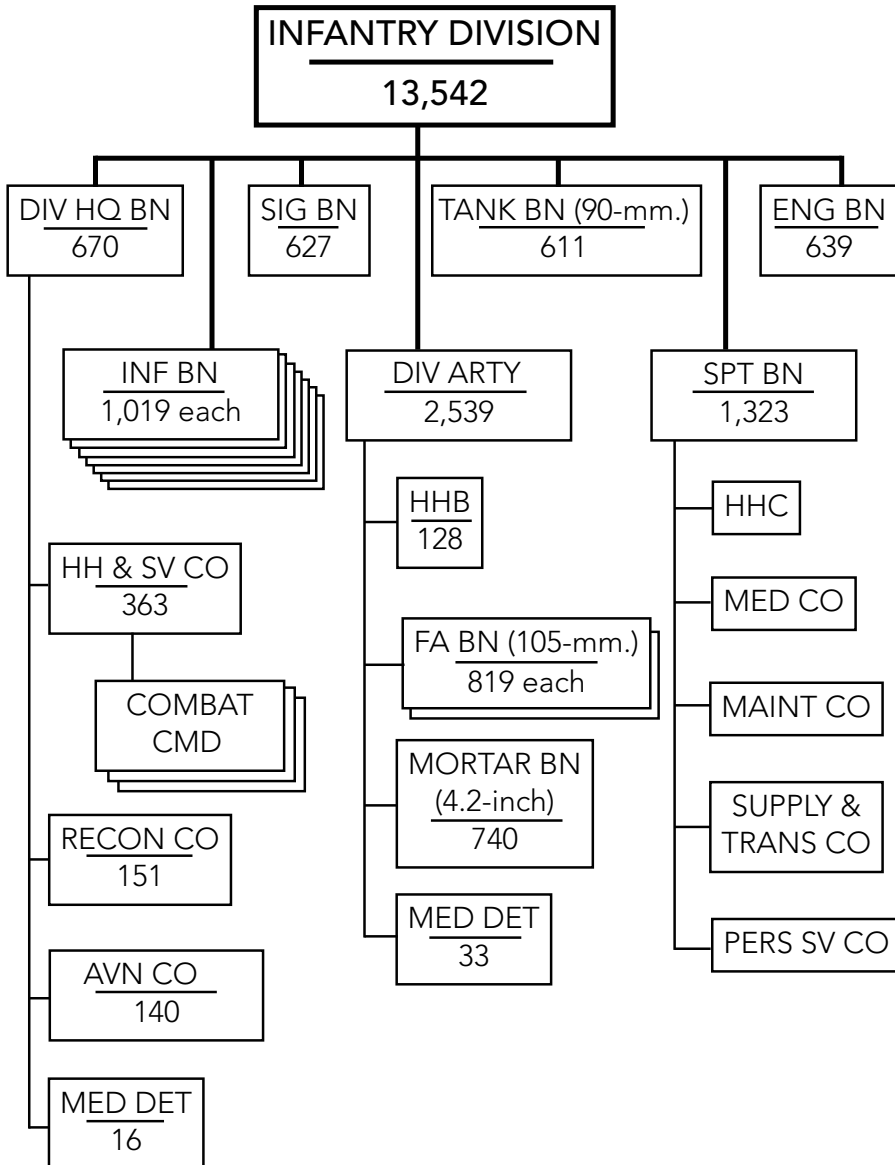 INFANTRY DIVISION
13,542
DIV HQ BN
670
SIG BN
627
TANK BN (90-mm.)
611
ENG BN
639
INF BN
1,019 each
DIV ARTY
2,539
SPT BN
1,323
HH & SV CO
363
COMBAT
CMD
RECON CO
151
AVN CO
140
MED DET
16
HHB
128
FA BN (105-mm.)
819 each
MORTAR BN
(4.2-inch)
740
MED DET
33
HHC
MED CO
MAINT CO
SUPPLY &
TRANS CO
PERS SV CO